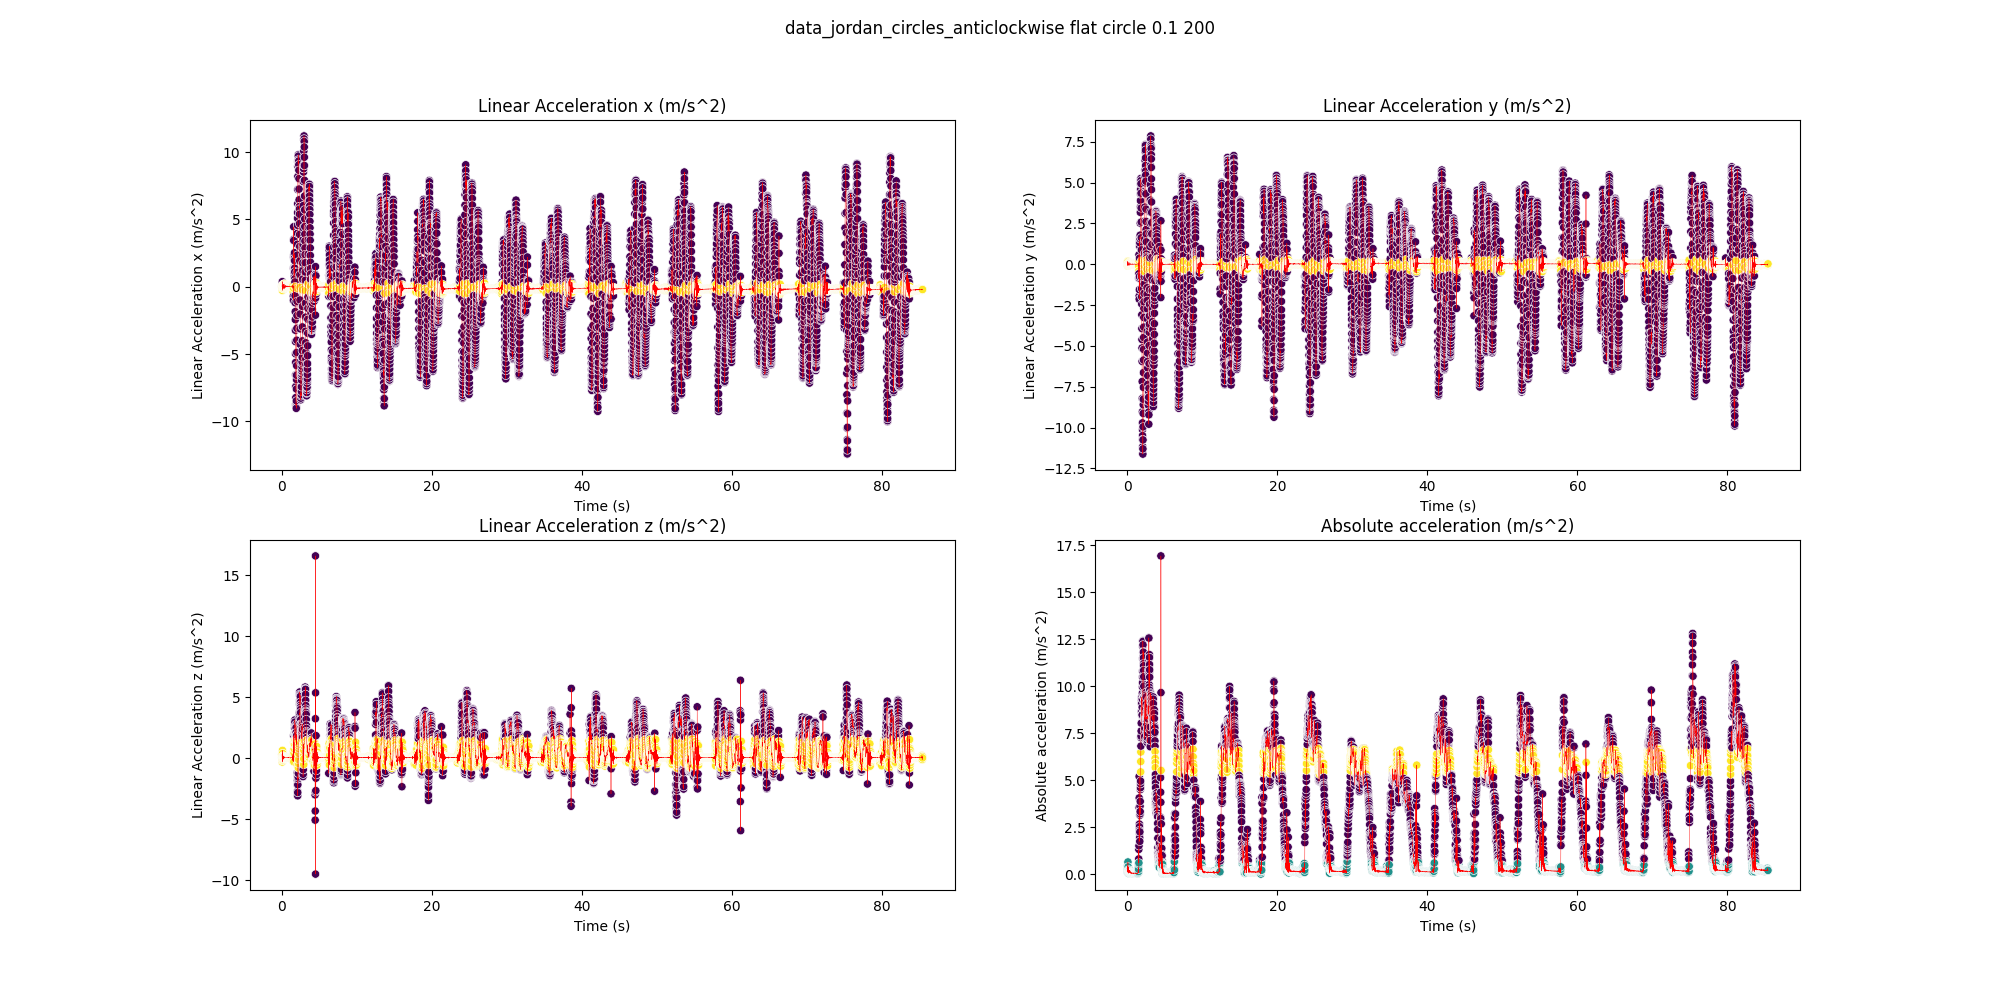 data_jordan_circles_anticlockwise flat circle 0.1 200
Linear Acceleration x (m/s^2)
Linear Acceleration x (m/s^2)
10
5
0
−5
−10
0 20 40 60 80
Time (s)
Linear Acceleration y (m/s^2)
Linear Acceleration y (m/s^2)
7.5
5.0
2.5
0.0
−2.5
−5.0
−7.5
−10.0
−12.5
0 20 40 60 80
Time (s)
Linear Acceleration z (m/s^2)
Linear Acceleration z (m/s^2)
15
10
5
0
−5
−10
0 20 40 60 80
Time (s)
Absolute acceleration (m/s^2)
Absolute acceleration (m/s^2)
17.5
15.0
12.5
10.0
7.5
5.0
2.5
0.0
0 20 40 60 80
Time (s)